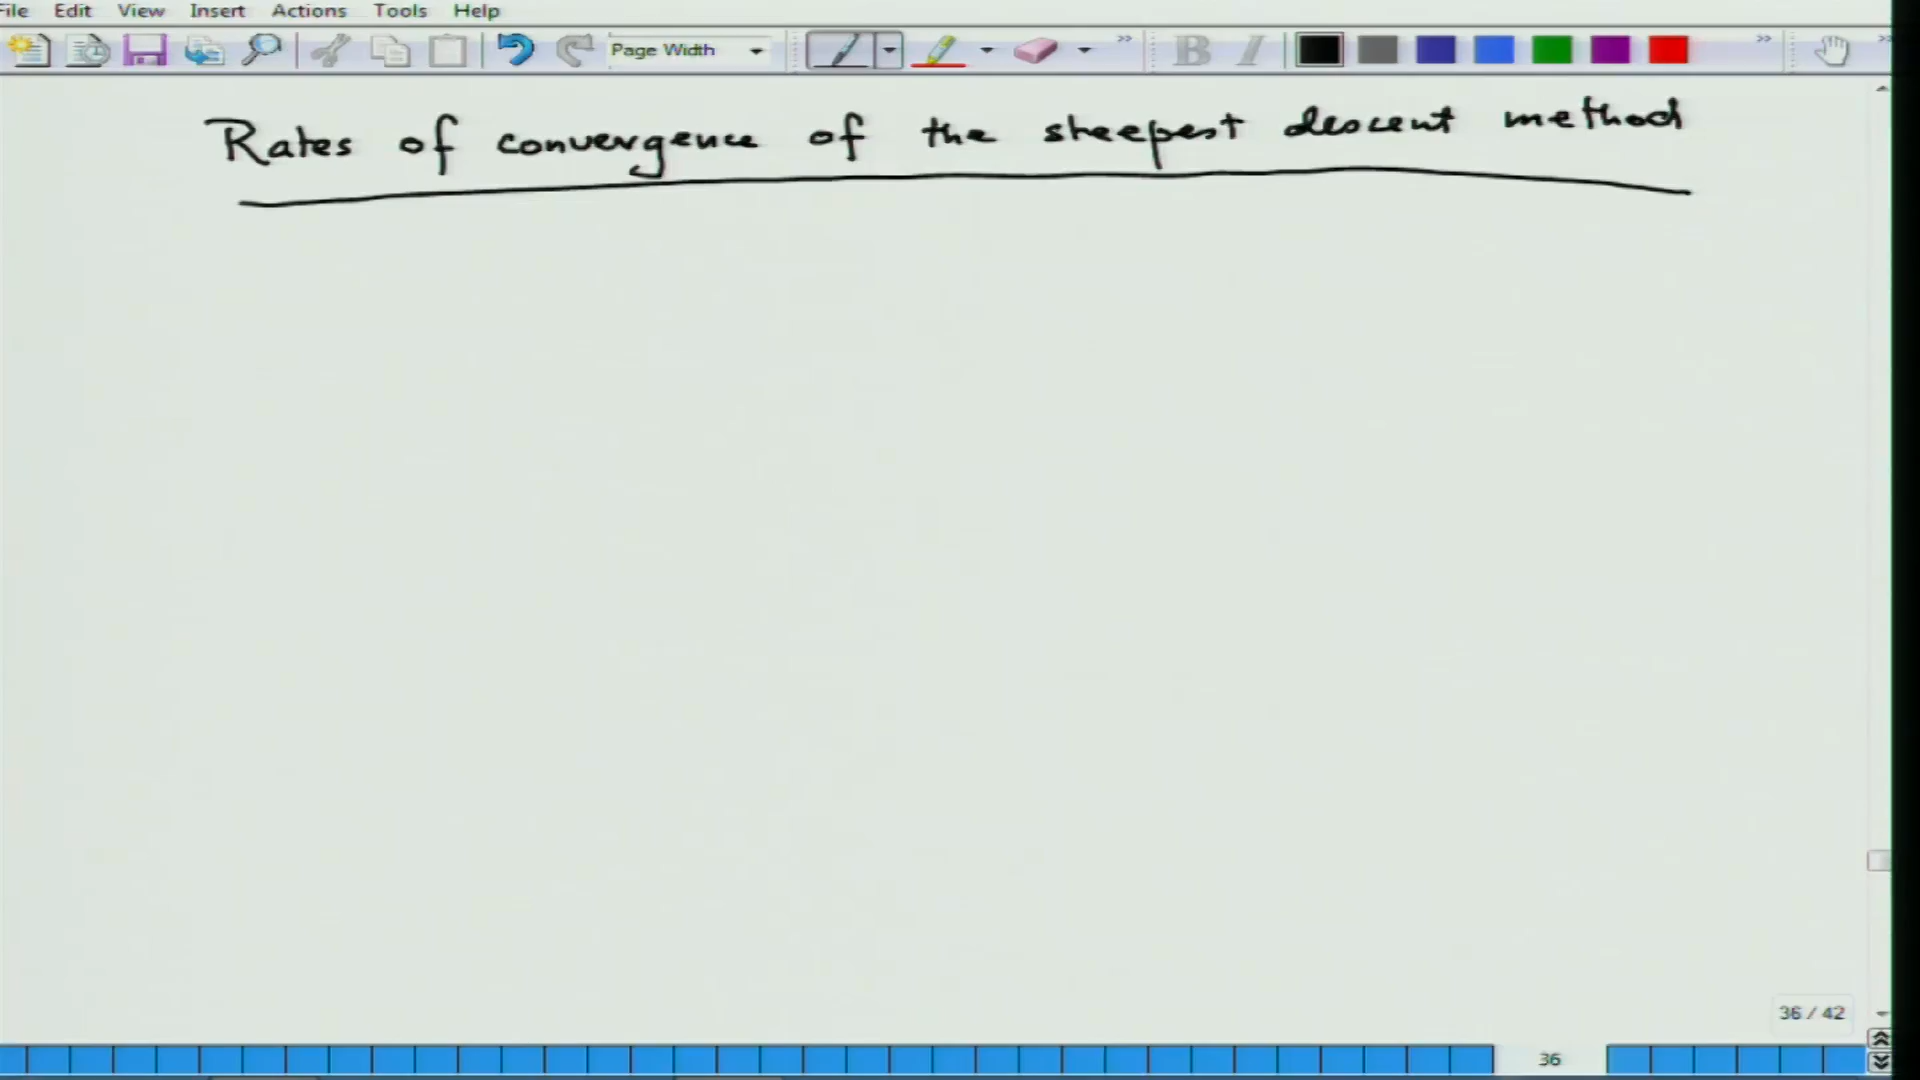 File Edit View Insert Actions Tools Help
Page Width
Rates of convergence of the steepest descent method
36 / 42
36